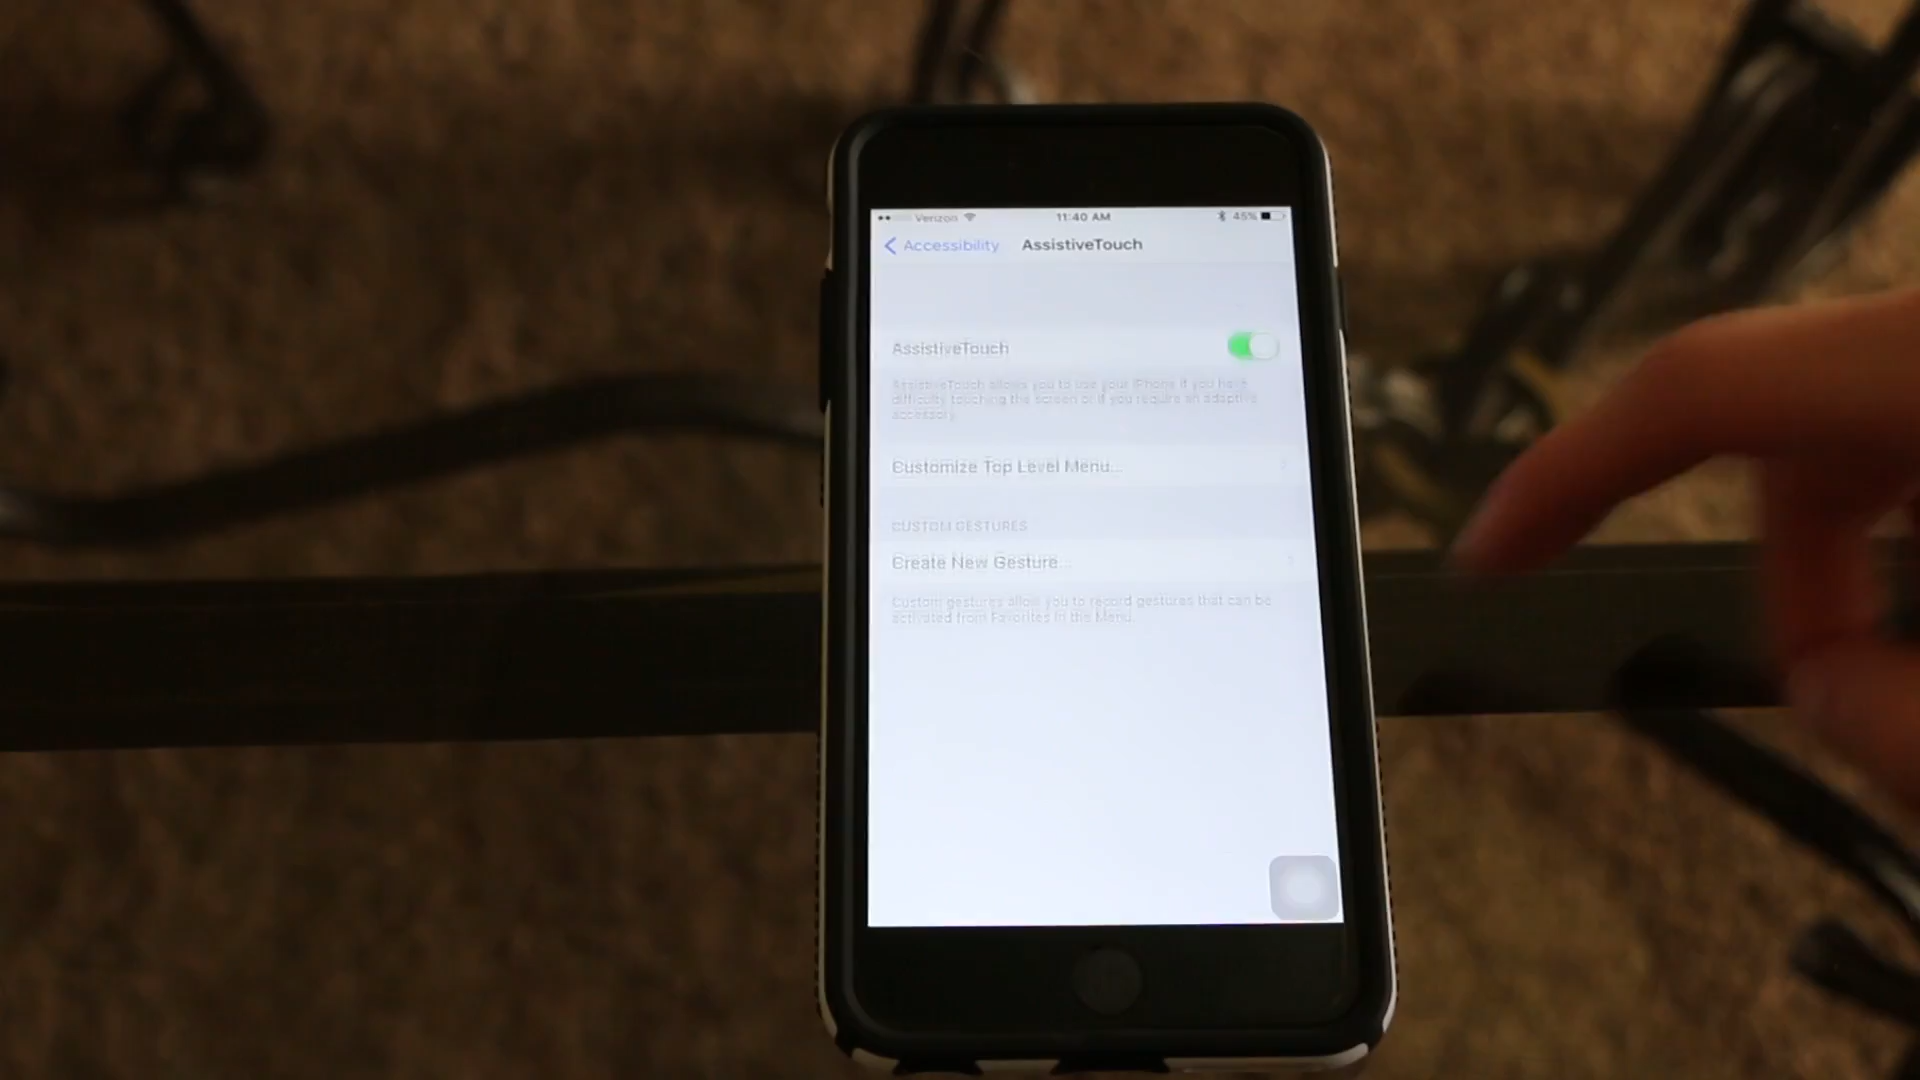 Verizon 11:40 AM 45%
Accessibility AssistiveTouch
AssistiveTouch
AssistiveTouch allows you to use your iPhone if you have
difficulty touching the screen or if you require an adaptive
accessory.
Customize Top Level Menu...
CUSTOM GESTURES
Create New Gesture...
Custom gestures allow you to record gestures that can be
activated from Favorites in the Menu.